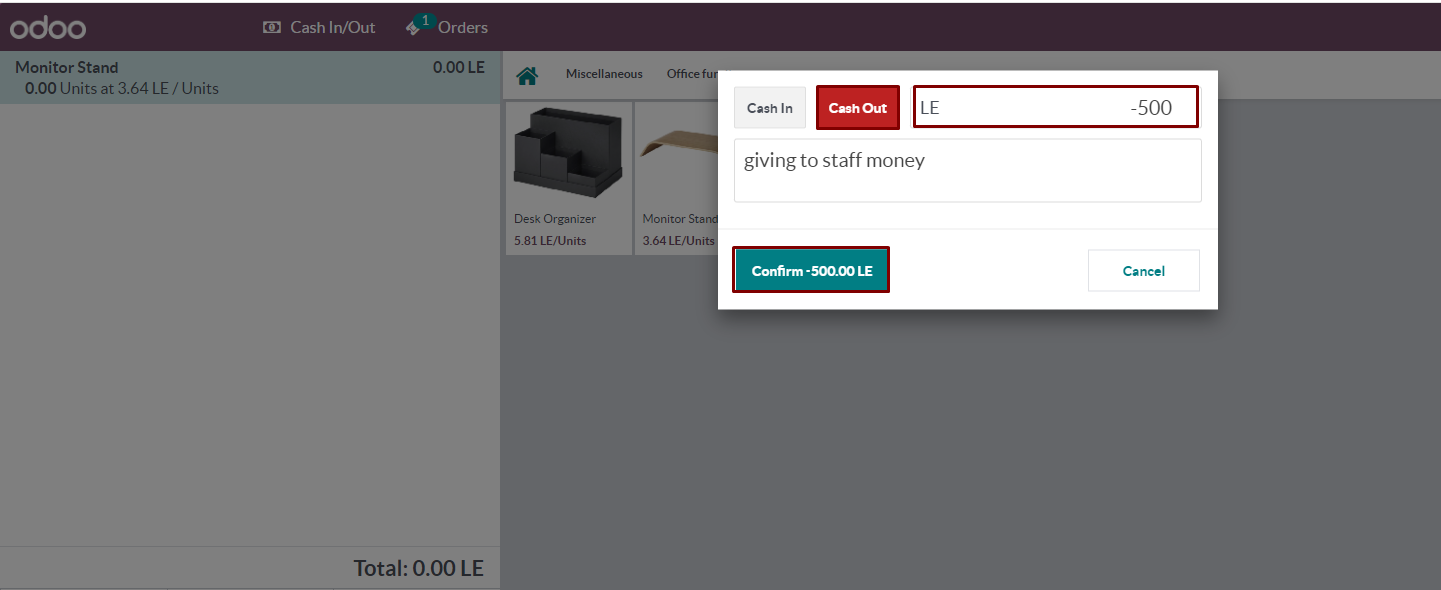 odoo
Cash In/Out
1
Orders
Monitor Stand 0.00 LE
0.00 Units at 3.64 LE / Units
Miscellaneous
Office fur
Desk Organizer
5.81 LE/Units
Monitor Stand
3.64 LE/Units
Cash In
Cash Out
LE -500
giving to staff money
Confirm -500.00 LE
Cancel
Total: 0.00 LE